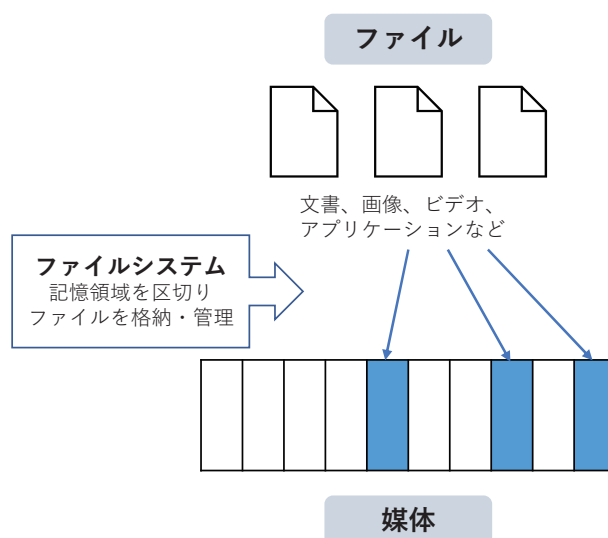 ファイル
文書、画像、ビデオ、
アプリケーションなど
ファイルシステム
記憶領域を区切り
ファイルを格納・管理
媒体